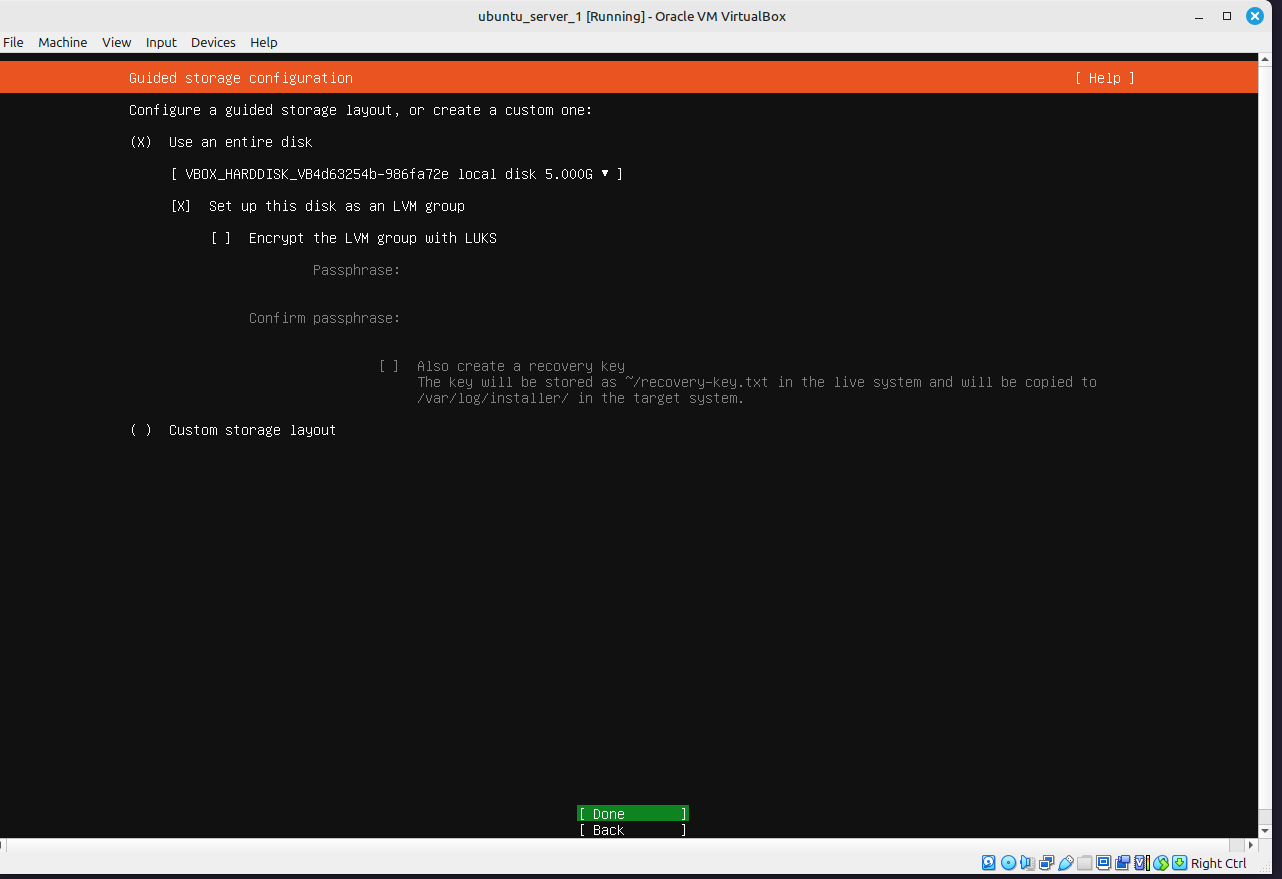 ubuntu_server_1 [Running] - Oracle VM VirtualBox
File Machine View Input Devices Help
Guided storage configuration [ Help ]
Configure a guided storage layout, or create a custom one:
(X) Use an entire disk
[ VBOX_HARDDISK_VB4d63254b-986fa72e local disk 5.000G ▾ ]
[X] Set up this disk as an LVM group
[ ] Encrypt the LVM group with LUKS
Passphrase:
Confirm passphrase:
[ ] Also create a recovery key
The key will be stored as ~/recovery-key.txt in the live system and will be copied to
/var/log/installer/ in the target system.
( ) Custom storage layout
[ Done ]
[ Back ]
Right Ctrl